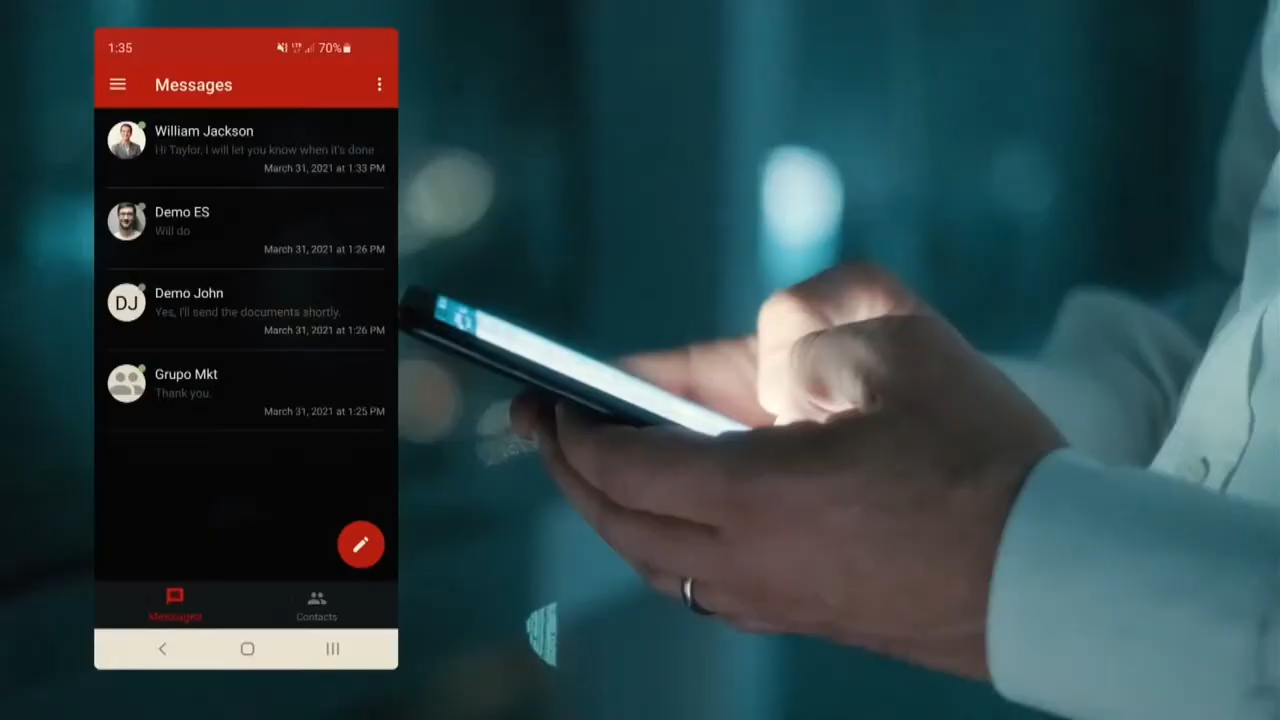 1:35
LTE
70%
Messages
William Jackson
Hi Taylor, I will let you know when it's done
March 31, 2021 at 1:33 PM
Demo ES
Will do
March 31, 2021 at 1:26 PM
DJ
Demo John
Yes, I'll send the documents shortly.
March 31, 2021 at 1:26 PM
Grupo Mkt
Thank you.
March 31, 2021 at 1:25 PM
Messages
Contacts